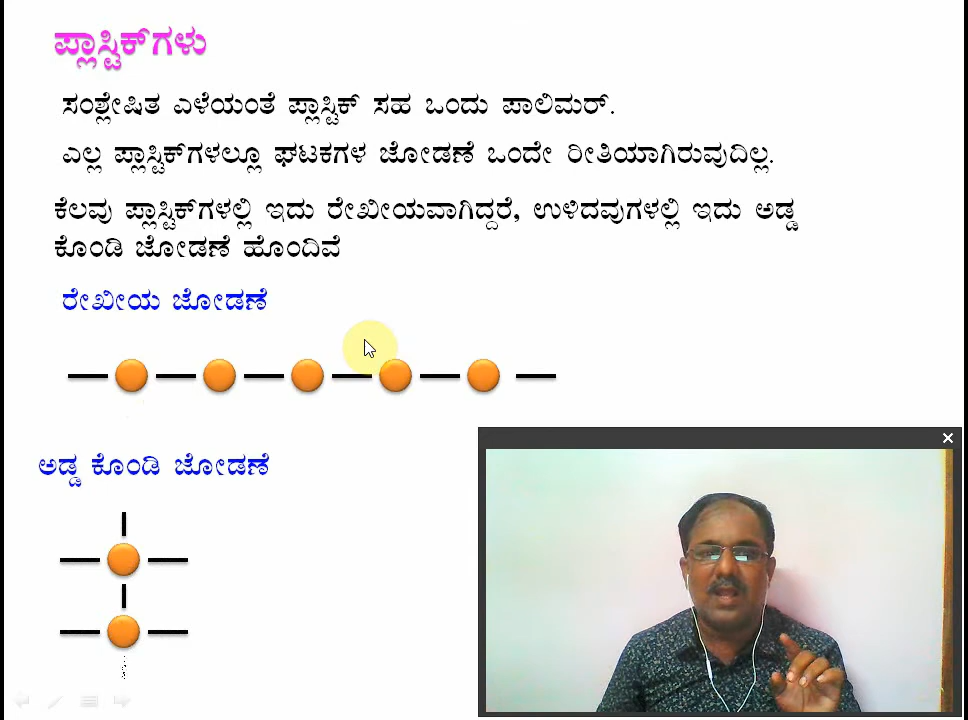 ಪ್ಲಾಸ್ಟಿಕ್‌ಗಳು
ಸಂಶ್ಲೇಷಿತ ಎಳೆಯಂತೆ ಪ್ಲಾಸ್ಟಿಕ್ ಸಹ ಒಂದು ಪಾಲಿಮರ್.
ಎಲ್ಲ ಪ್ಲಾಸ್ಟಿಕ್‌ಗಳಲ್ಲೂ ಘಟಕಗಳ ಜೋಡಣೆ ಒಂದೇ ರೀತಿಯಾಗಿರುವುದಿಲ್ಲ.
ಕೆಲವು ಪ್ಲಾಸ್ಟಿಕ್‌ಗಳಲ್ಲಿ ಇದು ರೇಖೀಯವಾಗಿದ್ದರೆ, ಉಳಿದವುಗಳಲ್ಲಿ ಇದು ಅಡ್ಡ
ಕೊಂಡಿ ಜೋಡಣೆ ಹೊಂದಿವೆ
ರೇಖೀಯ ಜೋಡಣೆ
ಅಡ್ಡ ಕೊಂಡಿ ಜೋಡಣೆ